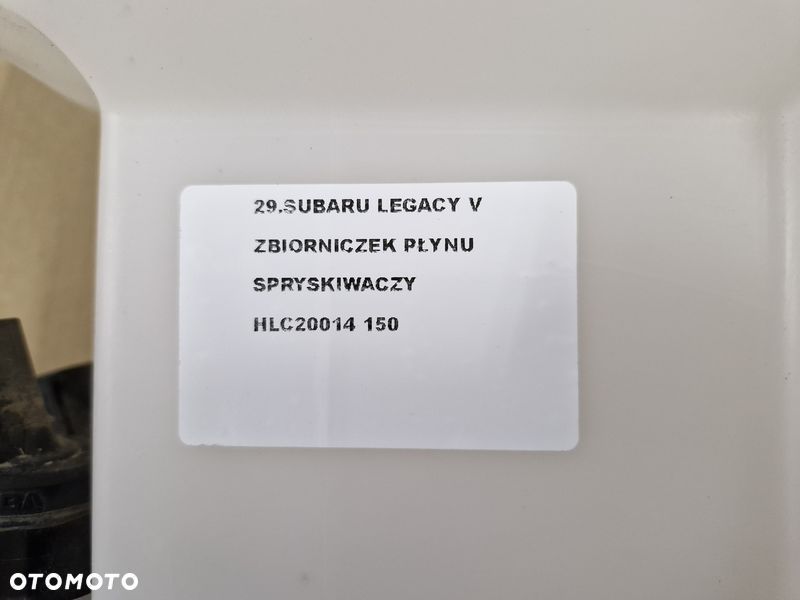 29.SUBARU LEGACY V
ZBIORNICZEK PŁYNU
SPRYSKIWACZY
HLC20014 150
OTOMOTO